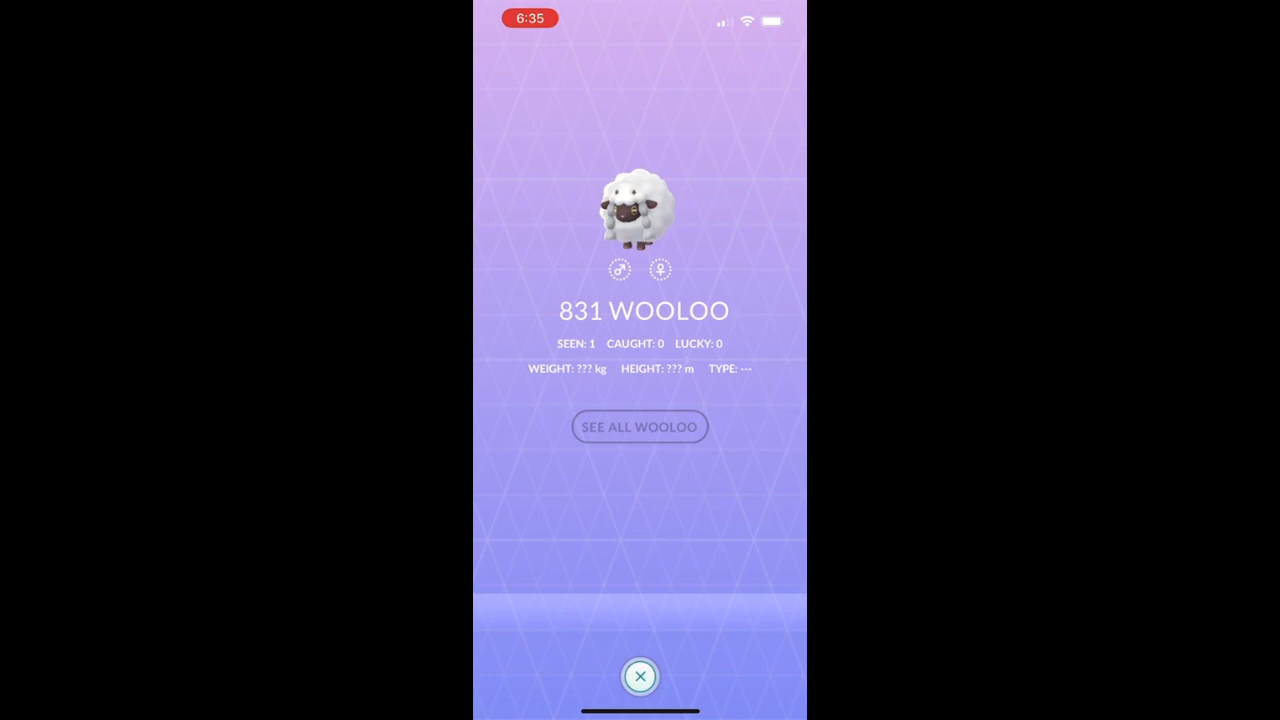 6:35
831 WOOLOO
SEEN: 1 CAUGHT: 0 LUCKY: 0
WEIGHT: ??? kg HEIGHT: ??? m TYPE: ---
SEE ALL WOOLOO